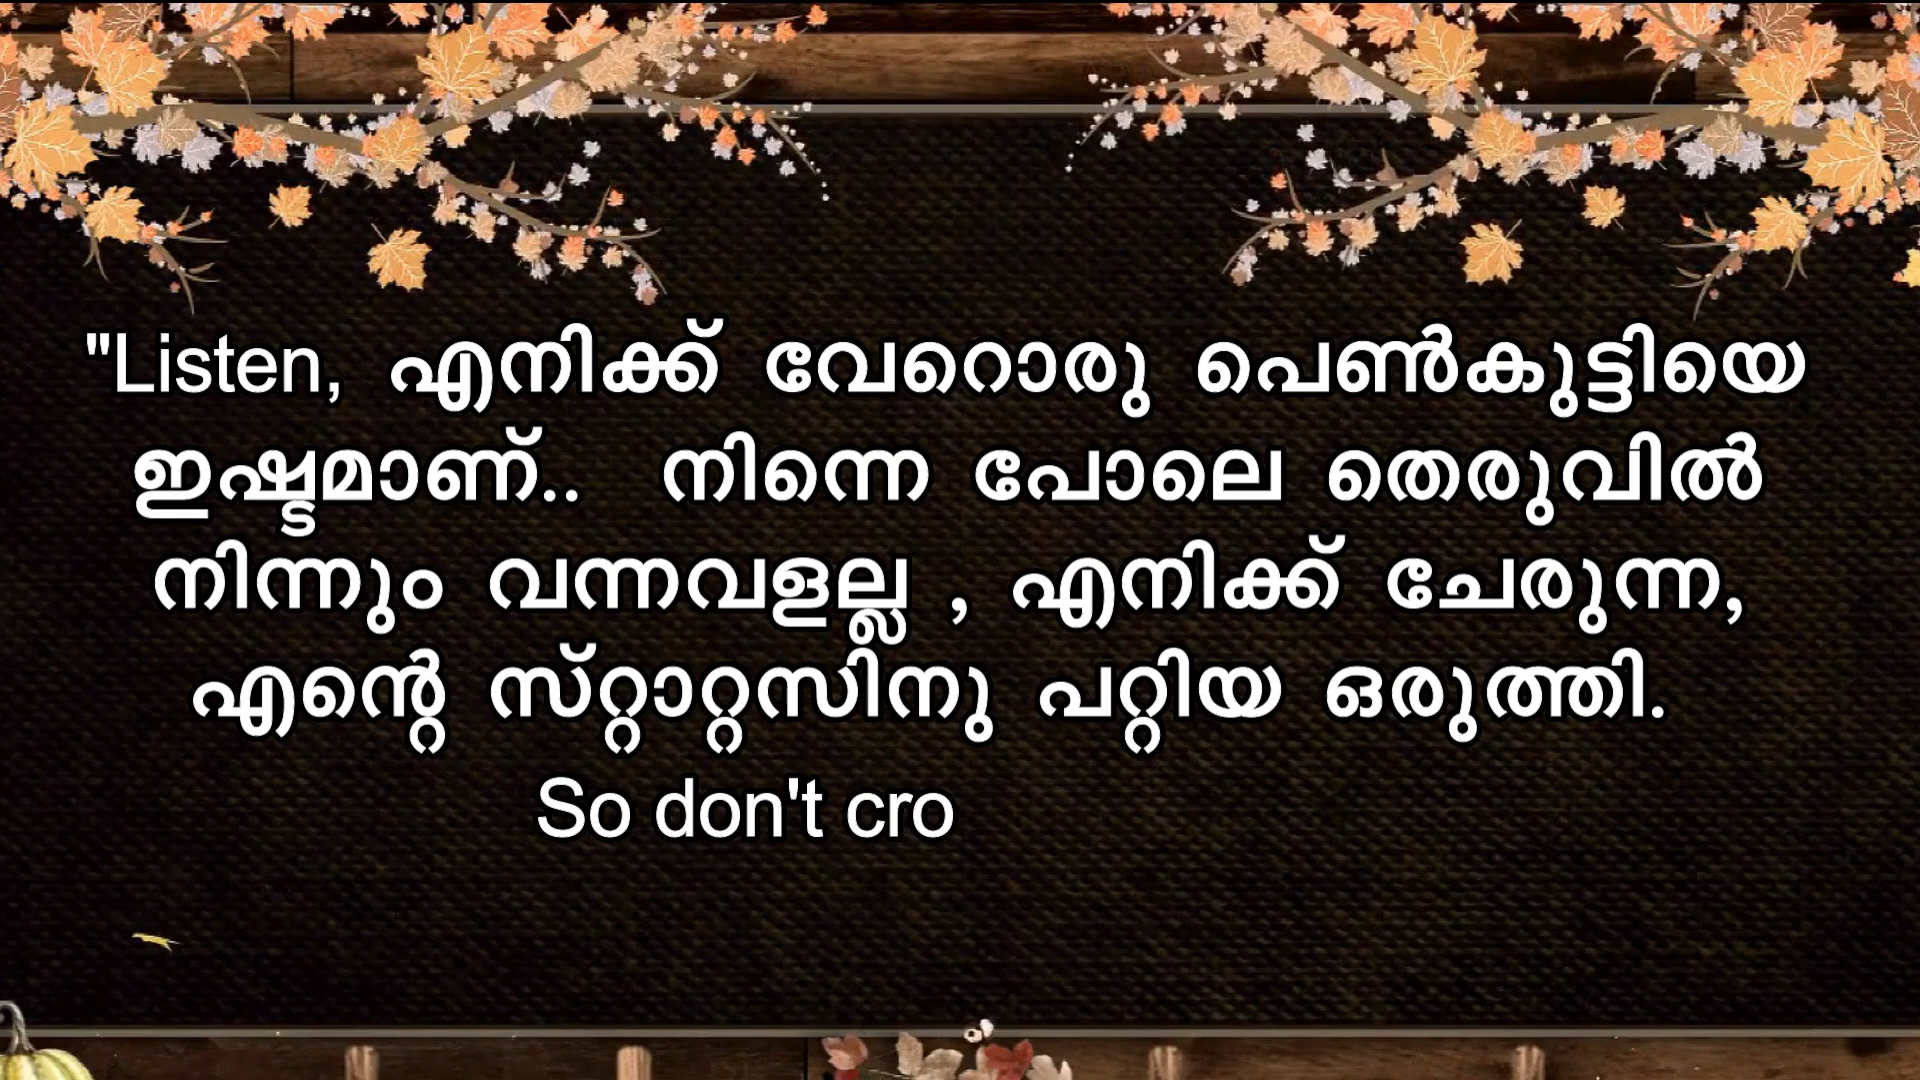 "Listen, എനിക്ക് വേറൊരു പെൺകുട്ടിയെ
ഇഷ്ടമാണ്.. നിന്നെ പോലെ തെരുവിൽ
നിന്നും വന്നവളല്ല , എനിക്ക് ചേരുന്ന,
എന്റെ സ്റ്റാറ്റസിനു പറ്റിയ ഒരുത്തി.
So don't cro